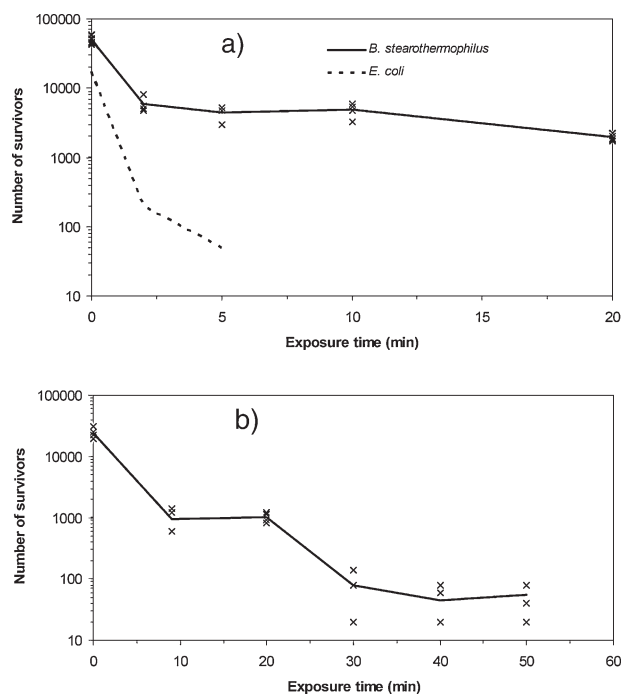 100000
a)
B. stearothermophilus
E. coli
10000
1000
100
10
Number of survivors
0
5
10
15
20
Exposure time (min)
100000
b)
10000
1000
100
10
Number of survivors
0
10
20
30
40
50
60
Exposure time (min)